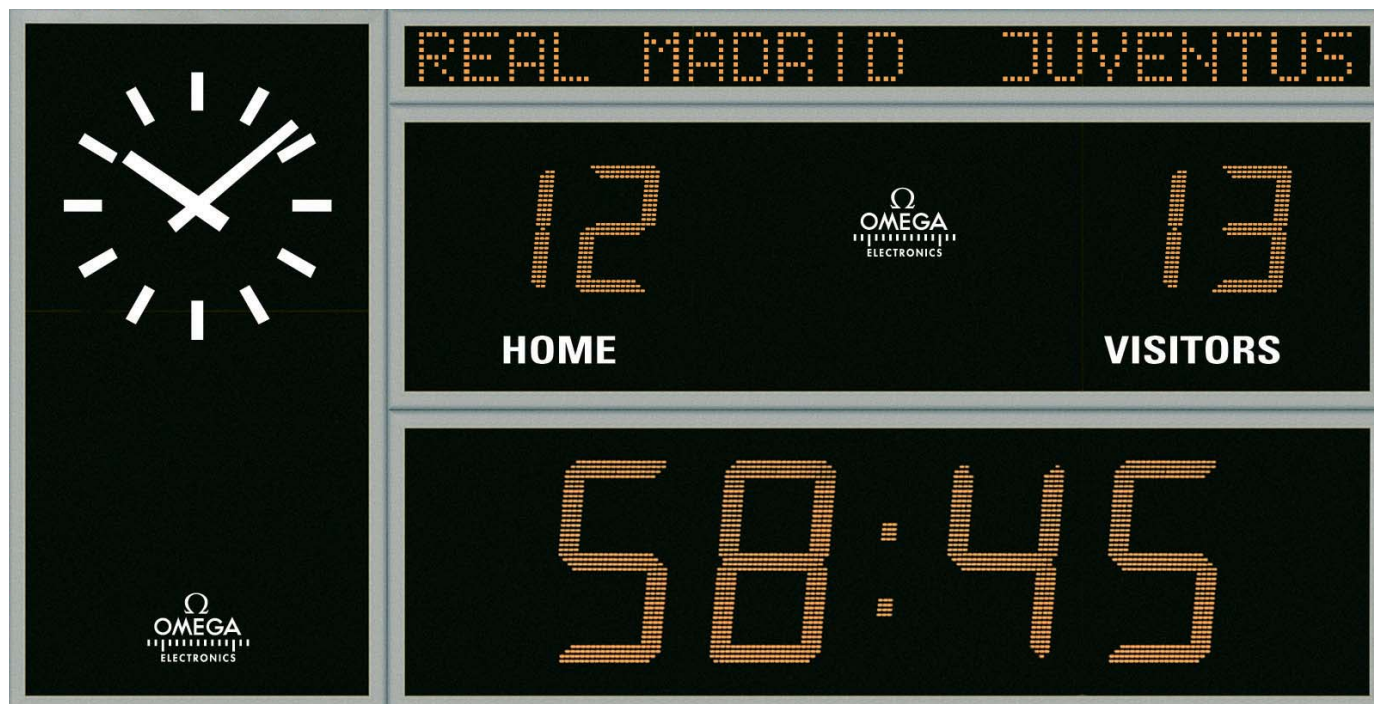 REAL MADRID JUVENTUS
12 13
Ω
OMEGA
ELECTRONICS
HOME VISITORS
58:45
Ω
OMEGA
ELECTRONICS